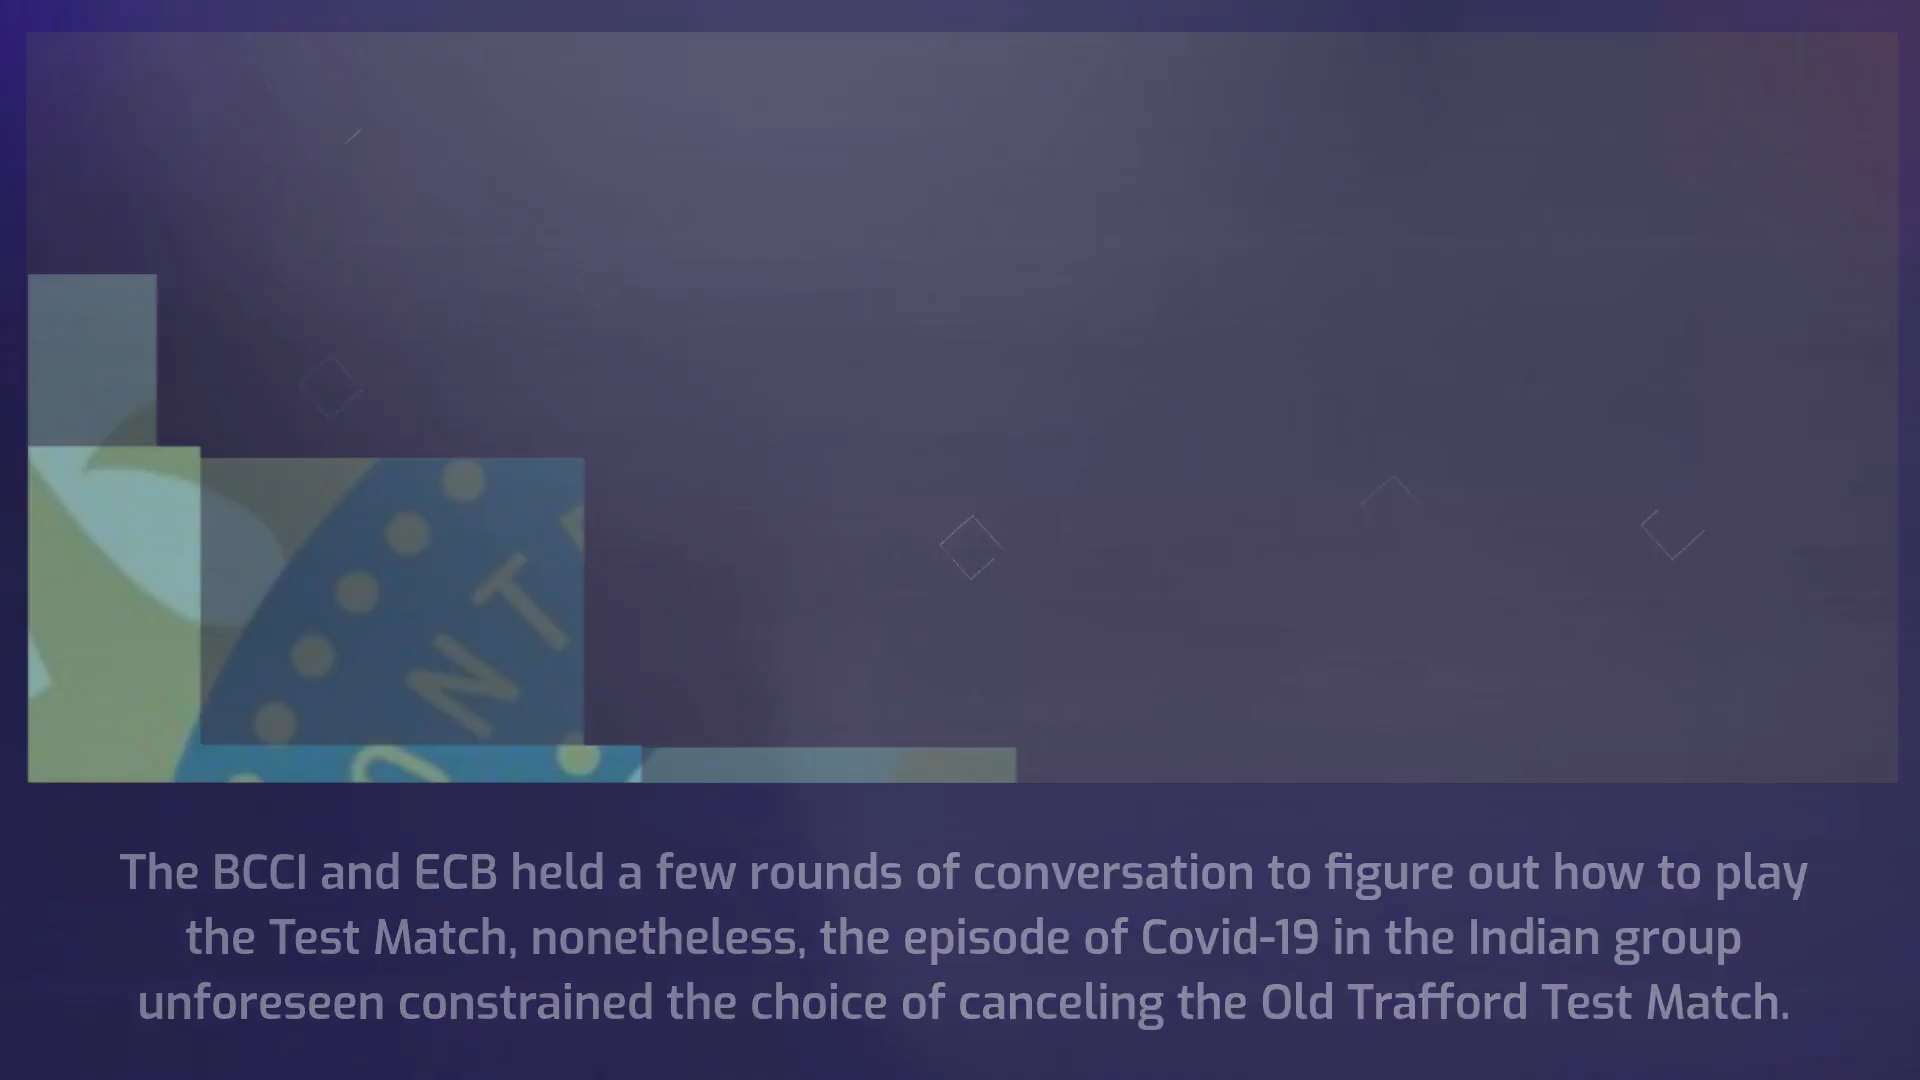 ONT
The BCCI and ECB held a few rounds of conversation to figure out how to play
the Test Match, nonetheless, the episode of Covid-19 in the Indian group
unforeseen constrained the choice of canceling the Old Trafford Test Match.